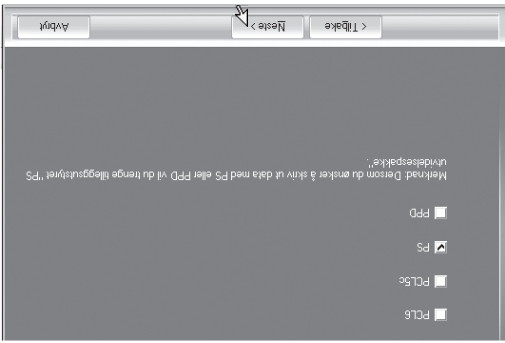 PCL6
PCL5c
PS
PPD
Merknad: Dersom du ønsker å skriv ut data med PS eller PPD vil du trenge tilleggsutstyret "PS
utvidelsespakke".
< Tilbake
Neste >
Avbryt